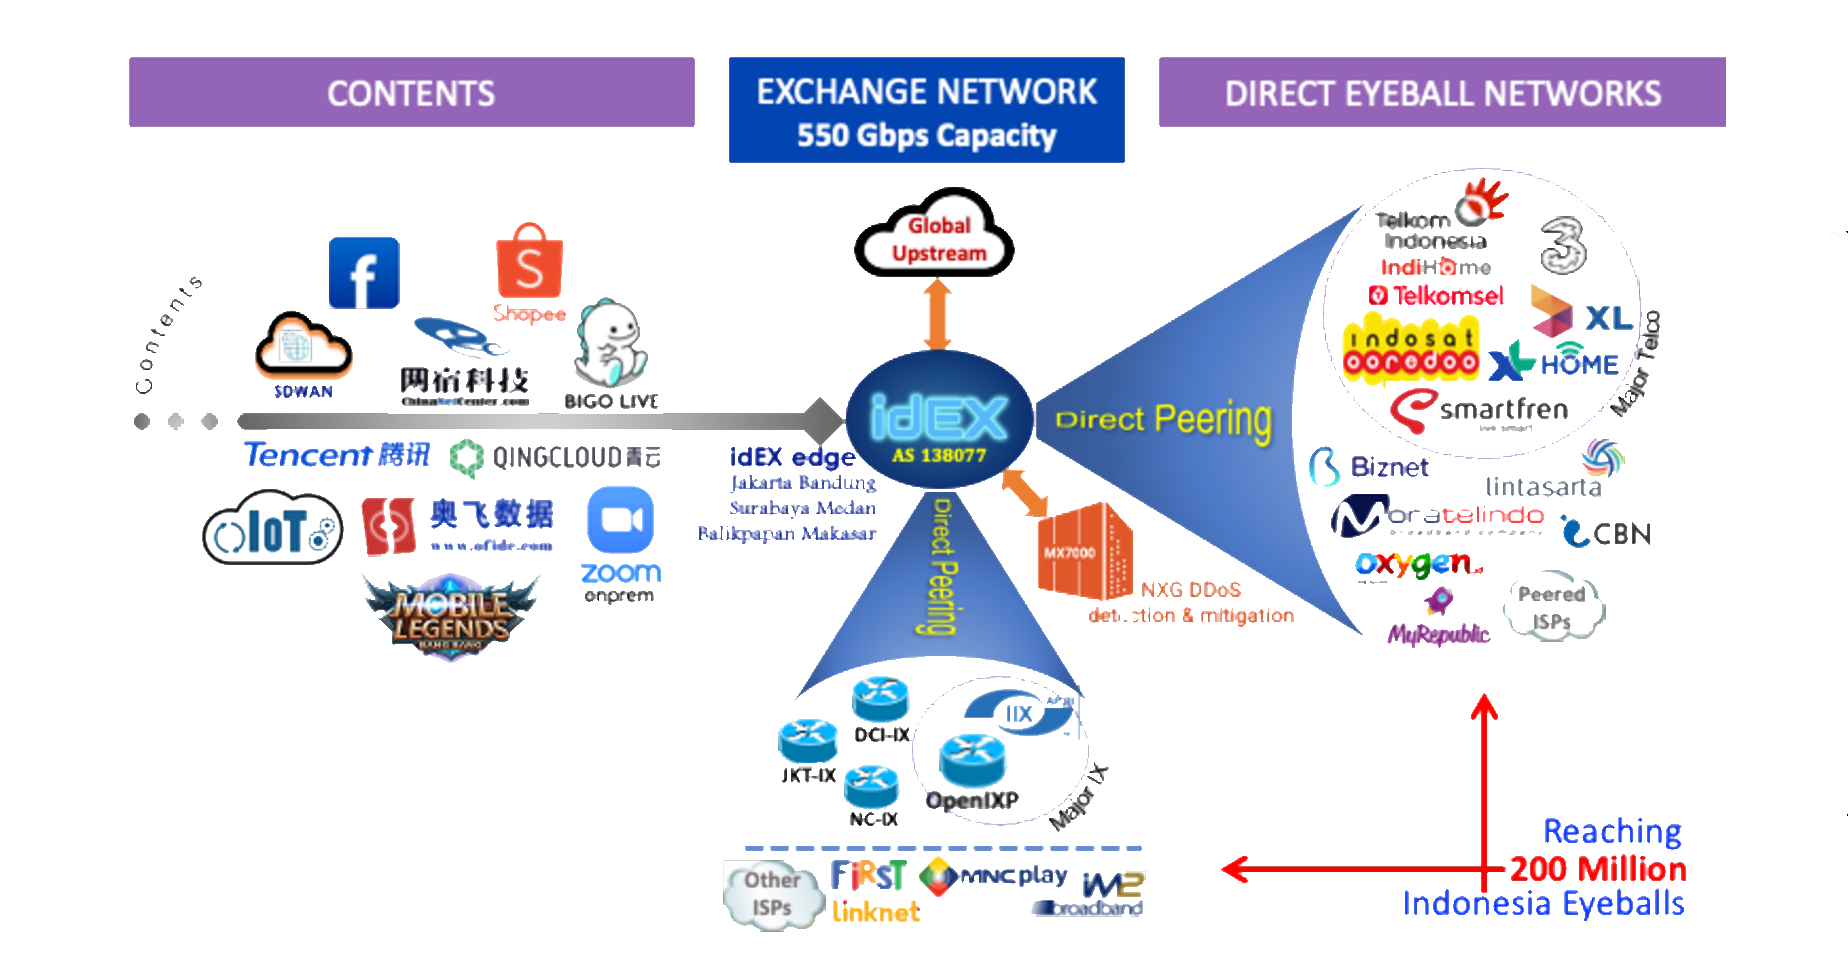 CONTENTS
EXCHANGE NETWORK
550 Gbps Capacity
DIRECT EYEBALL NETWORKS
Contents
f
S
Shopee
SDWAN
网宿科技
ChinaNetCenter.com
BIGO LIVE
Tencent 腾讯
QINGCLOUD 青云
IoT
奥飞数据
www.ofidc.com
zoom
onprem
MOBILE
LEGENDS
BANG BANG
Global
Upstream
idEX
AS 138077
idEX edge
Jakarta Bandung
Surabaya Medan
Balikpapan Makasar
Direct Peering
Direct Peering
MX7000
NXG DDoS
& mitigation
DCI-IX
JKT-IX
NC-IX
IIX
OpenIXP
Major IX
Other
ISPs
FiRST
linknet
MNC play
iM2
broadband
Telkom
Indonesia
IndiHome
Telkomsel
3
indosat
ooredoo
XL
XL HOME
smartfren
live smart
Major Telco
Biznet
lintasarta
Moratelindo
CBN
oxygen
MyRepublic
Peered
ISPs
Reaching
200 Million
Indonesia Eyeballs